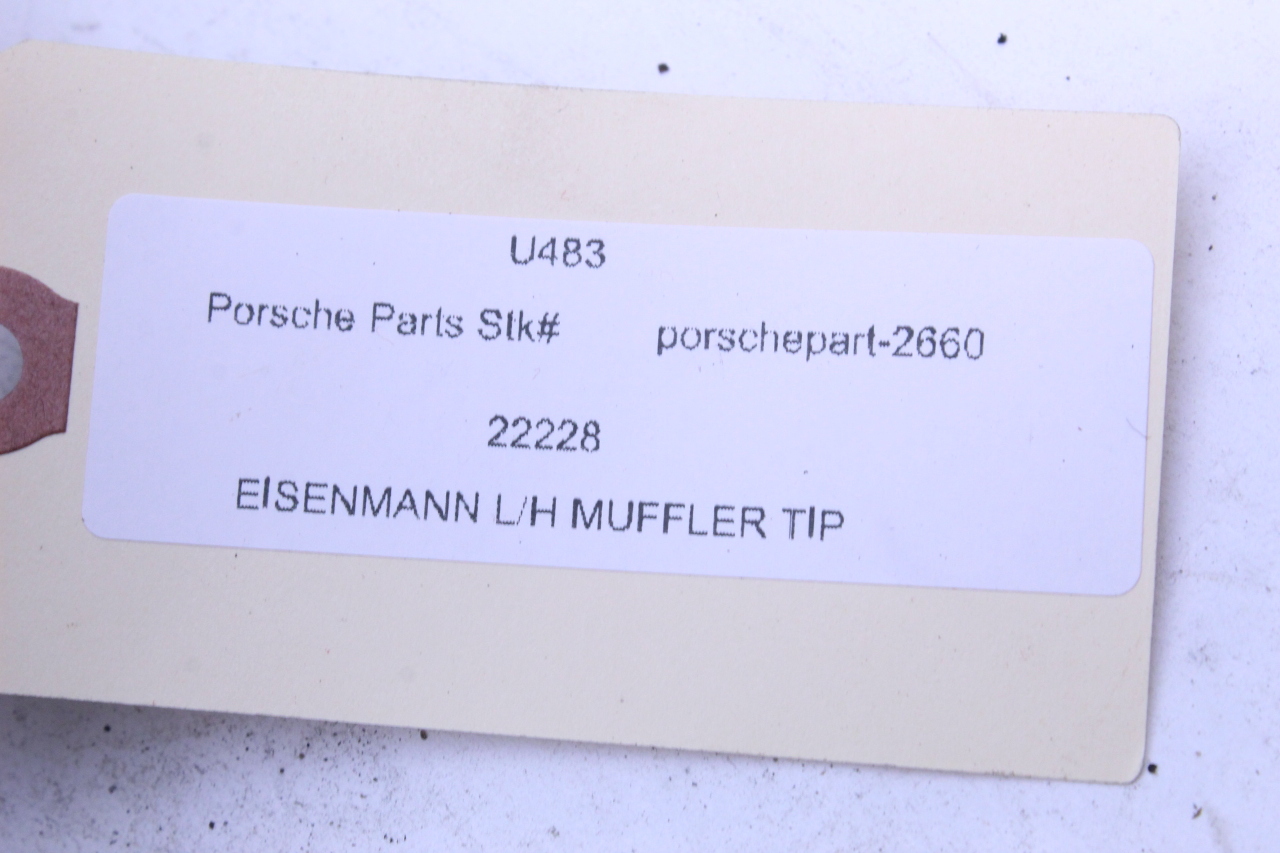 U483
Porsche Parts Stk# porschepart-2660
22228
EISENMANN L/H MUFFLER TIP